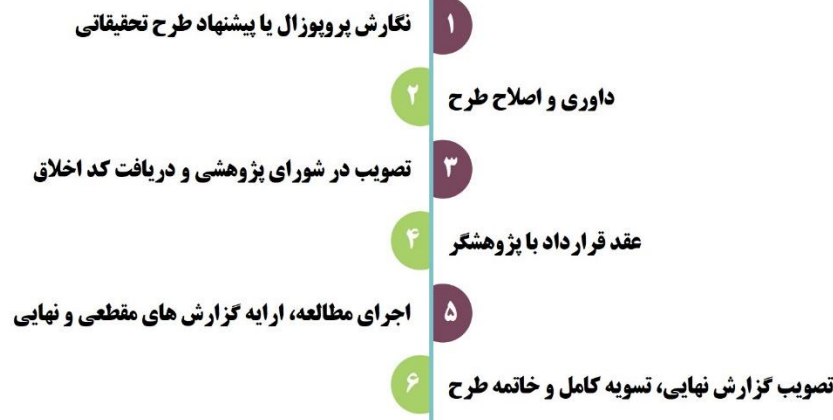 ۱
نگارش پروپوزال یا پیشنهاد طرح تحقیقاتی
۲
داوری و اصلاح طرح
۳
تصویب در شورای پژوهشی و دریافت کد اخلاق
۴
عقد قرارداد با پژوهشگر
۵
اجرای مطالعه، ارایه گزارش های مقطعی و نهایی
۶
تصویب گزارش نهایی، تسویه کامل و خاتمه طرح